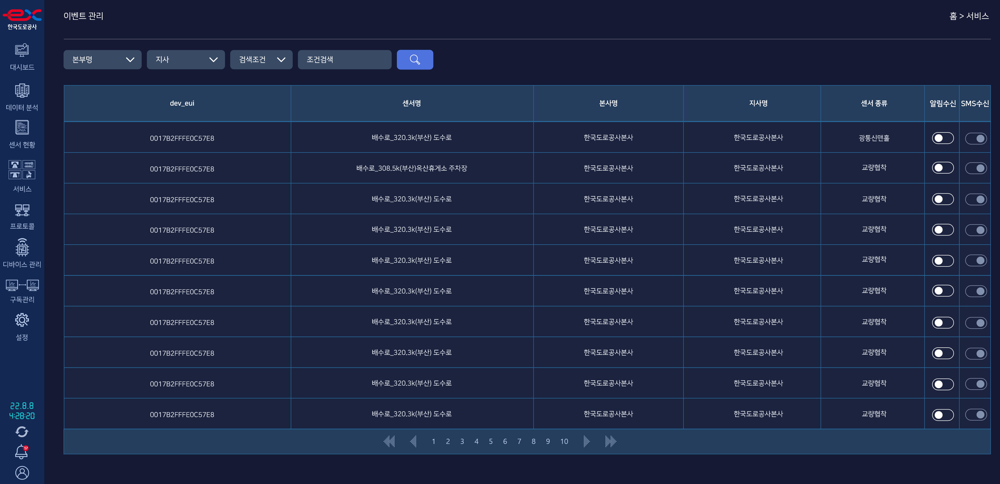 ex
한국도로공사
대시보드
데이터 분석
센서 현황
서비스
프로토콜
디바이스 관리
구독관리
설정
22.8.8
4:28:20
17
이벤트 관리
홈 > 서비스
본부명 지사 검색조건 조건검색
dev_eui 센서명 본사명 지사명 센서 종류 알림수신 SMS수신
0017B2FFFE0C57E8 배수로_320.3k(부산) 도수로 한국도로공사본사 한국도로공사본사 광통신맨홀
0017B2FFFE0C57E8 배수로_308.5k(부산)옥산휴게소 주차장 한국도로공사본사 한국도로공사본사 교량협착
0017B2FFFE0C57E8 배수로_320.3k(부산) 도수로 한국도로공사본사 한국도로공사본사 교량협착
0017B2FFFE0C57E8 배수로_320.3k(부산) 도수로 한국도로공사본사 한국도로공사본사 교량협착
0017B2FFFE0C57E8 배수로_320.3k(부산) 도수로 한국도로공사본사 한국도로공사본사 교량협착
0017B2FFFE0C57E8 배수로_320.3k(부산) 도수로 한국도로공사본사 한국도로공사본사 교량협착
0017B2FFFE0C57E8 배수로_320.3k(부산) 도수로 한국도로공사본사 한국도로공사본사 교량협착
0017B2FFFE0C57E8 배수로_320.3k(부산) 도수로 한국도로공사본사 한국도로공사본사 교량협착
0017B2FFFE0C57E8 배수로_320.3k(부산) 도수로 한국도로공사본사 한국도로공사본사 교량협착
0017B2FFFE0C57E8 배수로_320.3k(부산) 도수로 한국도로공사본사 한국도로공사본사 교량협착
1 2 3 4 5 6 7 8 9 10